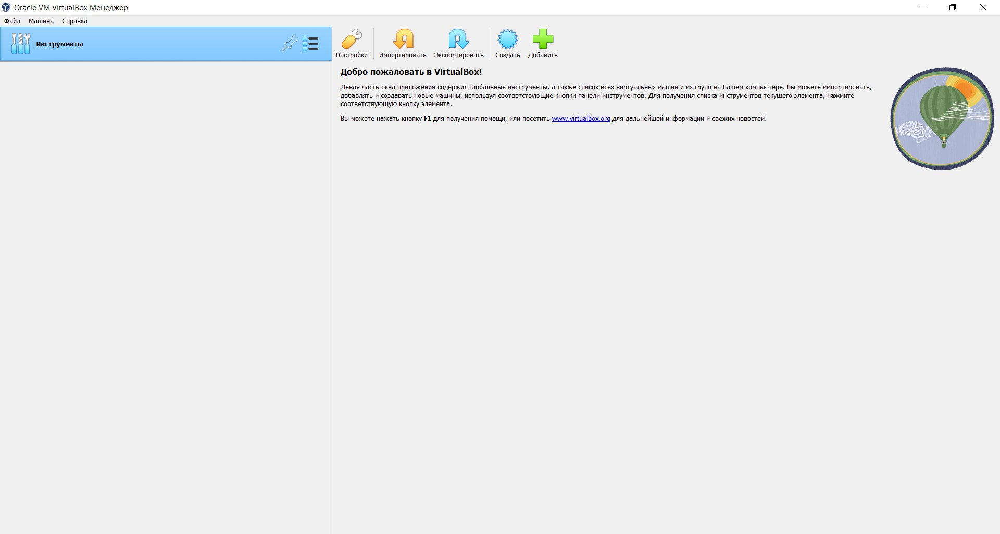 Oracle VM VirtualBox Менеджер
Файл Машина Справка
Инструменты
Настройки Импортировать Экспортировать Создать Добавить
Добро пожаловать в VirtualBox!
Левая часть окна приложения содержит глобальные инструменты, а также список всех виртуальных машин и их групп на Вашем компьютере. Вы можете импортировать,
добавлять и создавать новые машины, используя соответствующие кнопки панели инструментов. Для получения списка инструментов текущего элемента, нажмите
соответствующую кнопку элемента.
Вы можете нажать кнопку F1 для получения помощи, или посетить www.virtualbox.org для дальнейшей информации и свежих новостей.